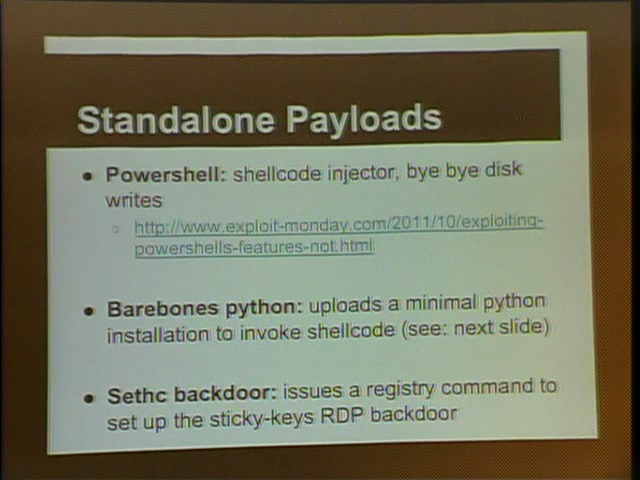 Standalone Payloads
Powershell: shellcode injector, bye bye disk
writes
http://www.exploit-monday.com/2011/10/exploiting-
powershells-features-not.html
Barebones python: uploads a minimal python
installation to invoke shellcode (see: next slide)
Sethc backdoor: issues a registry command to
set up the sticky-keys RDP backdoor